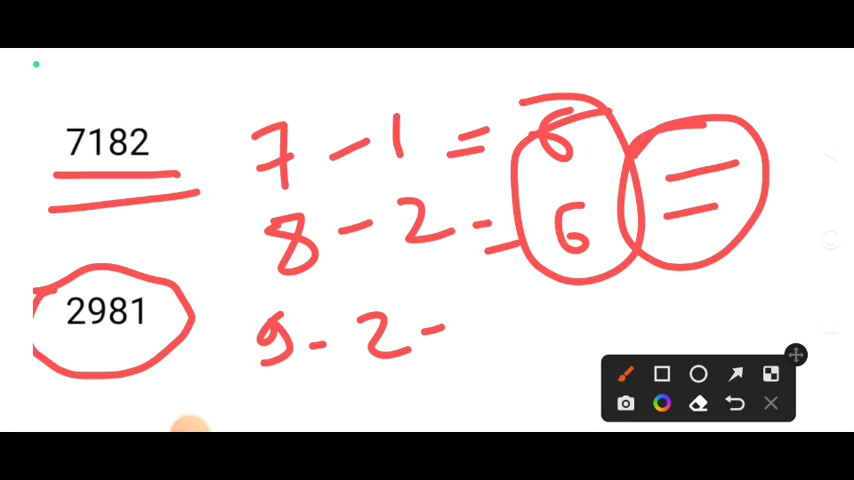 7182
7 - 1 = 6
8 - 2 = 6
=
2981
9 - 2 -